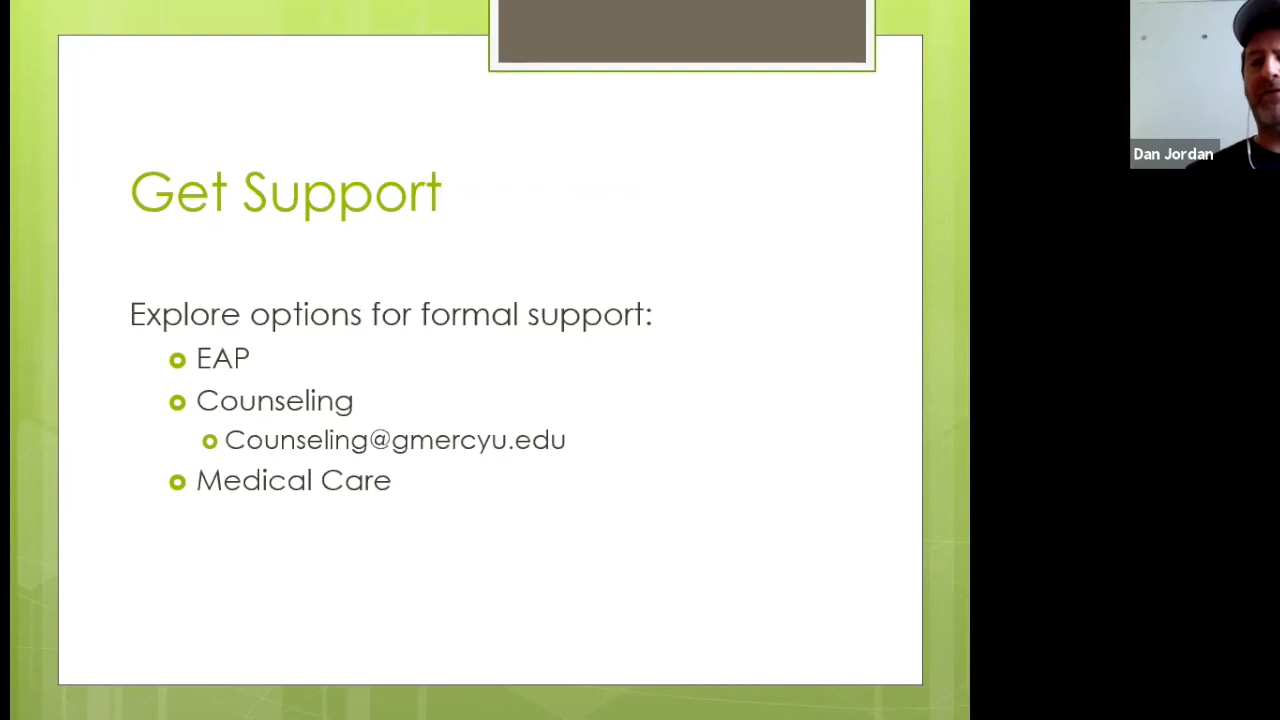 Get Support
Explore options for formal support:
EAP
Counseling
Counseling@gmercyu.edu
Medical Care
Dan Jordan